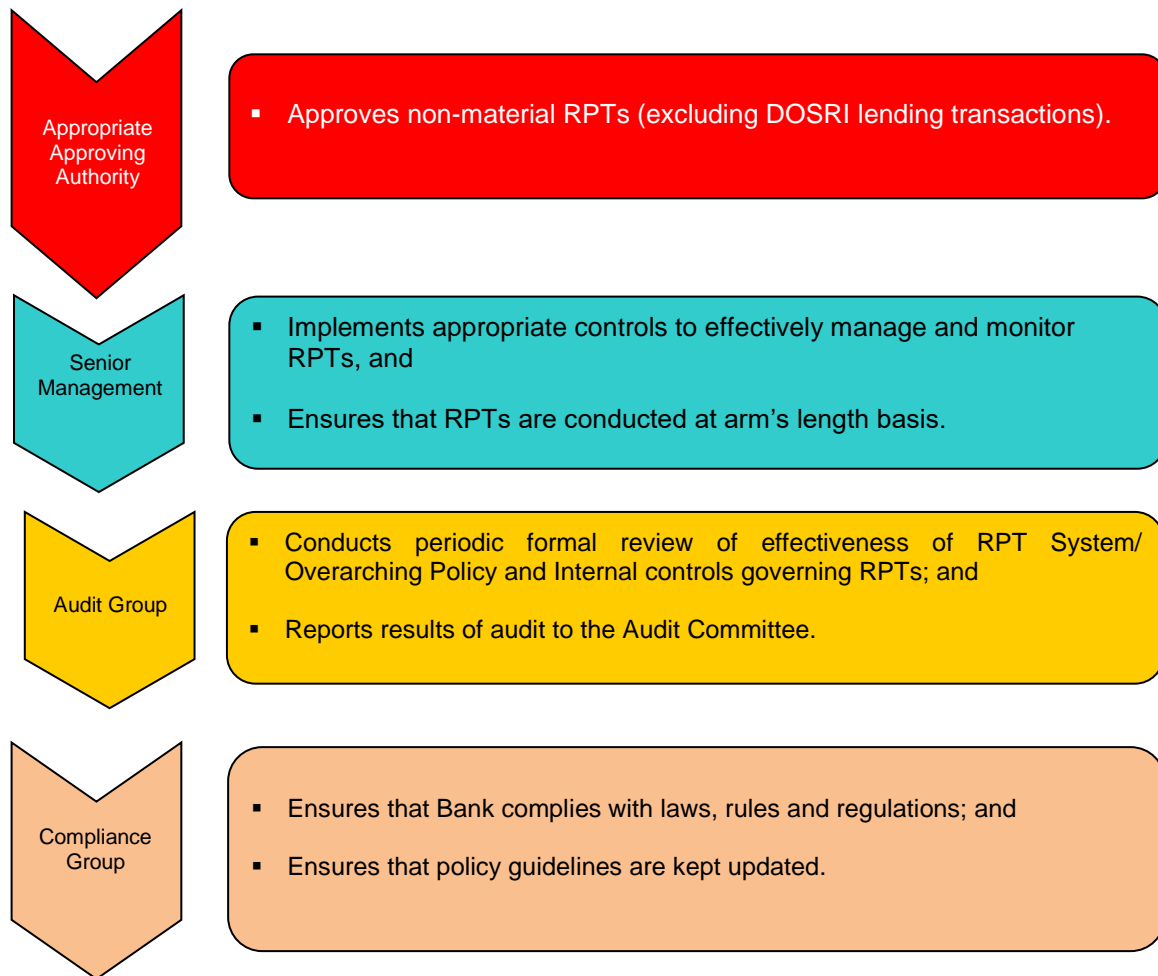 Appropriate
Approving
Authority
▪ Approves non-material RPTs (excluding DOSRI lending transactions).
Senior
Management
▪ Implements appropriate controls to effectively manage and monitor
RPTs, and
▪ Ensures that RPTs are conducted at arm’s length basis.
Audit Group
▪ Conducts periodic formal review of effectiveness of RPT System/
Overarching Policy and Internal controls governing RPTs; and
▪ Reports results of audit to the Audit Committee.
Compliance
Group
▪ Ensures that Bank complies with laws, rules and regulations; and
▪ Ensures that policy guidelines are kept updated.